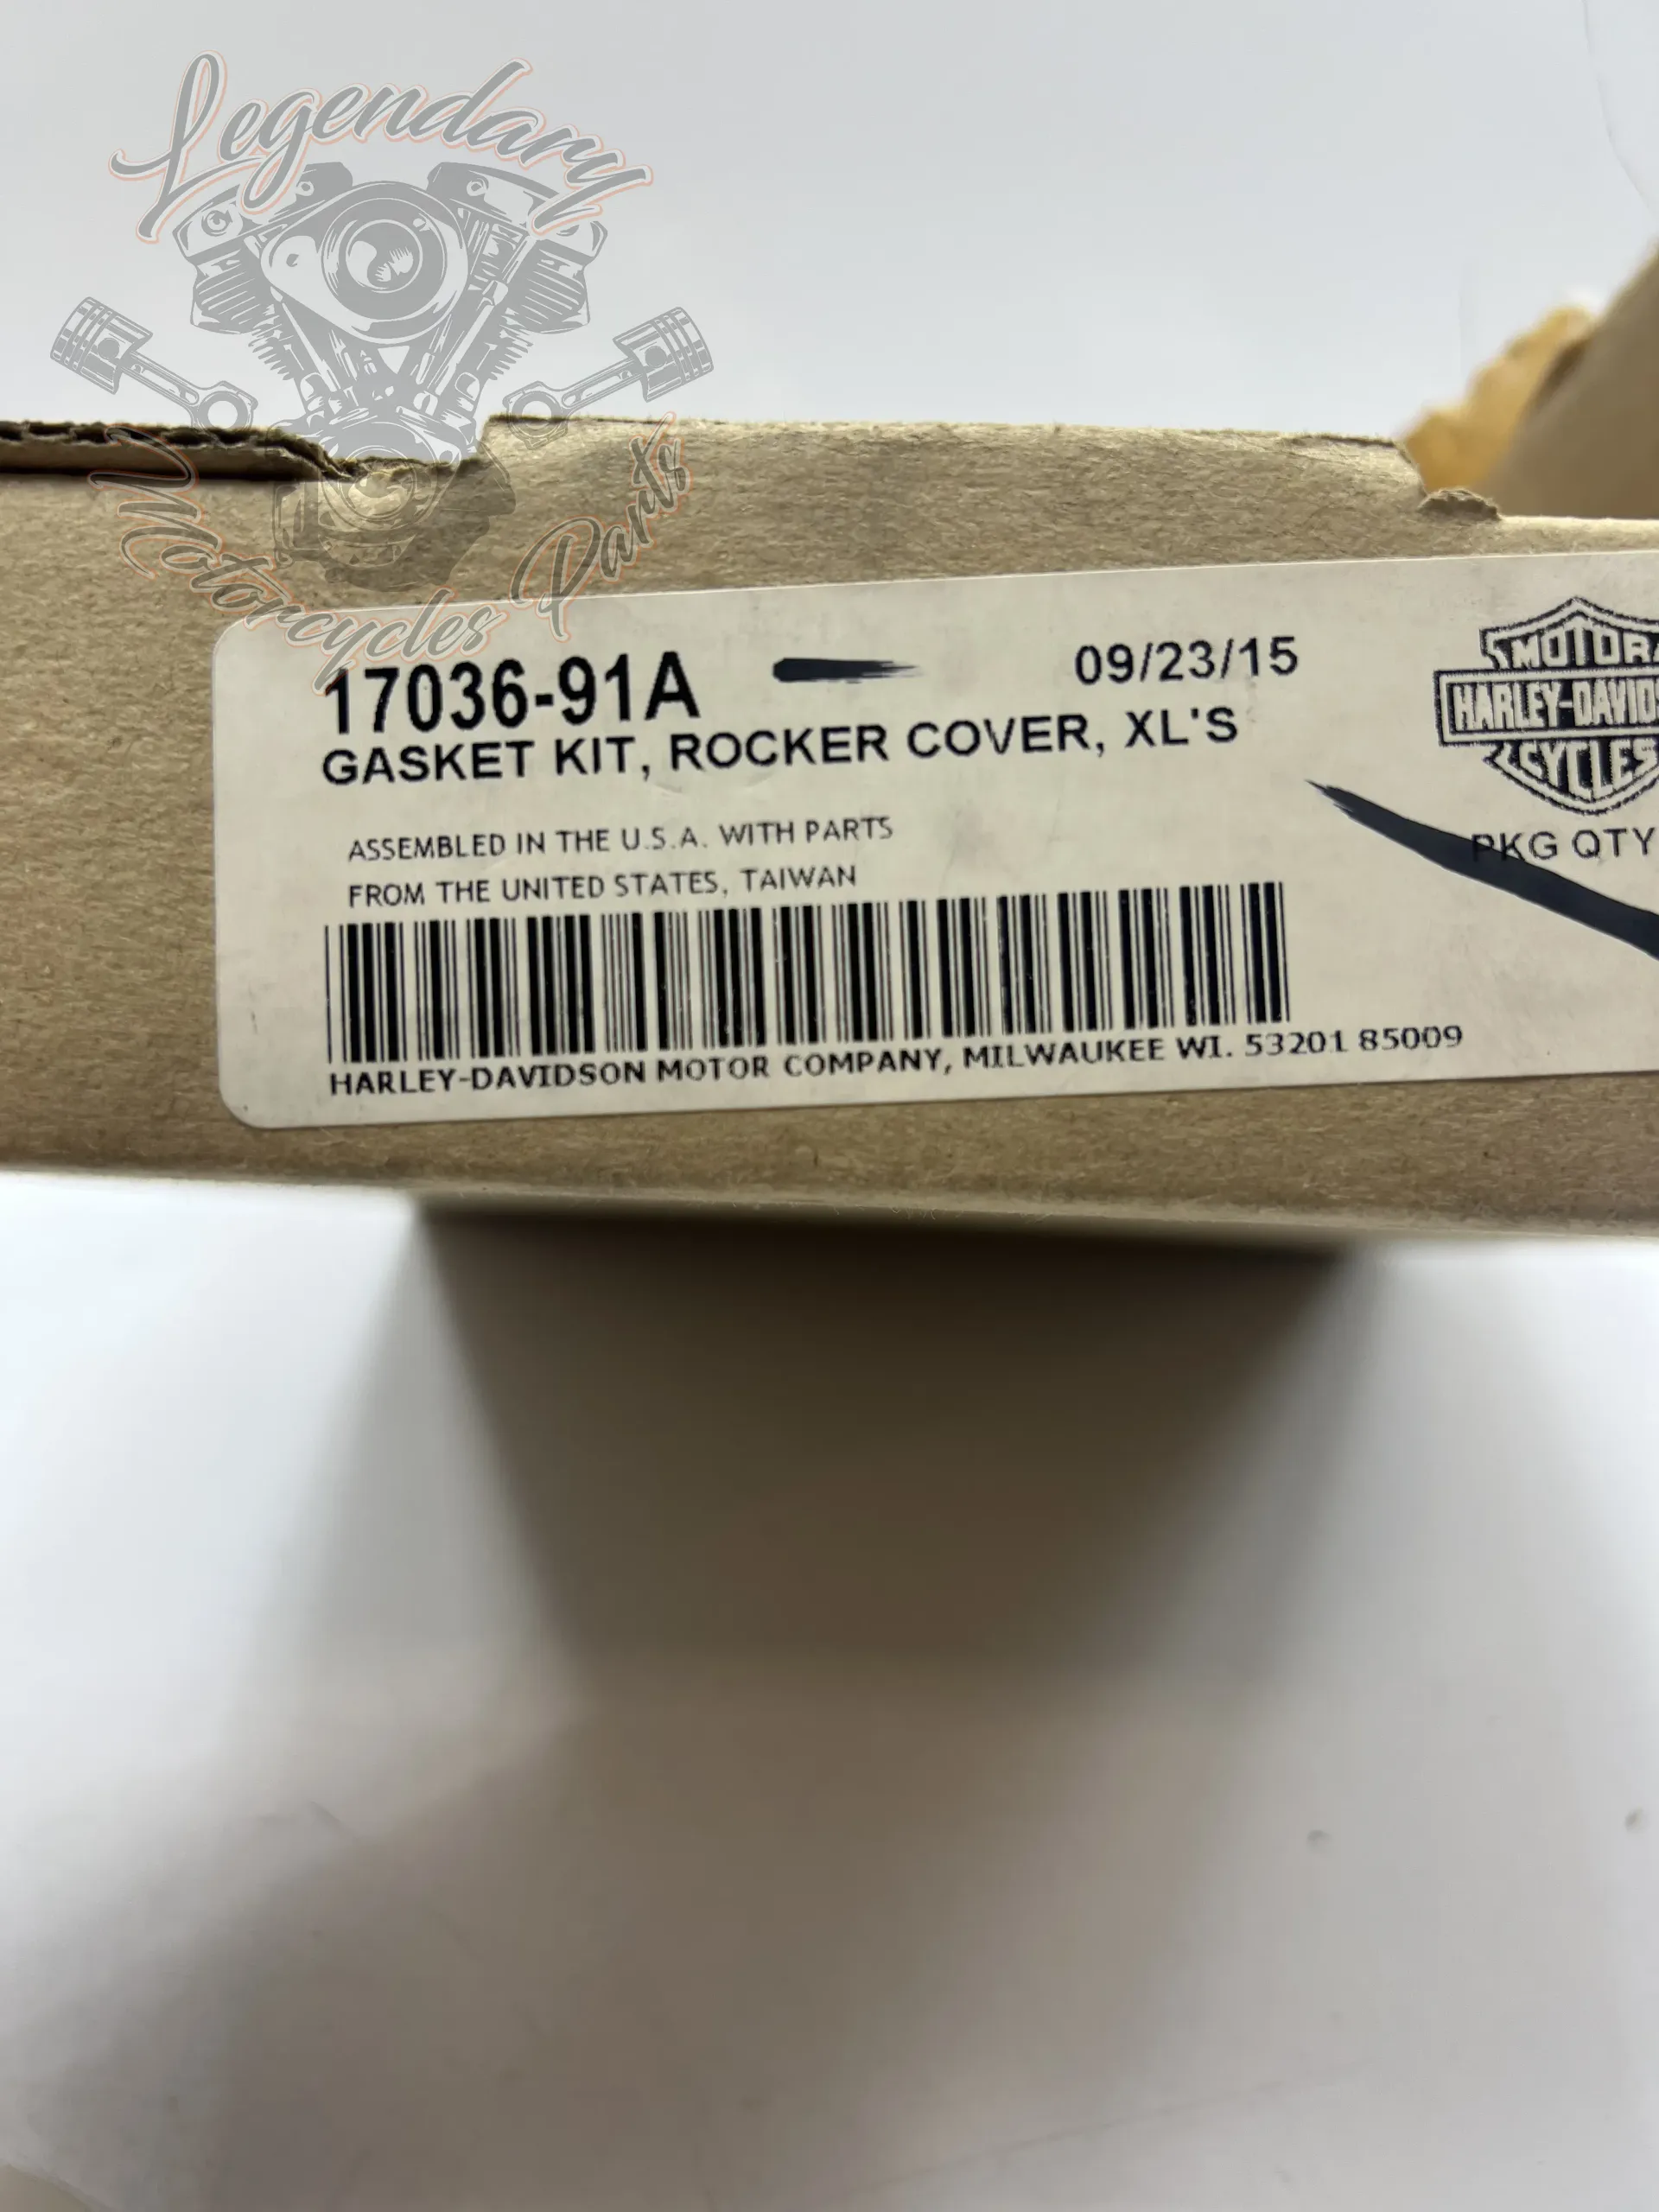 Legendary
Motorcycles Parts
17036-91A
09/23/15
GASKET KIT, ROCKER COVER, XL'S
MOTOR
HARLEY-DAVIDS
CYCLES
ASSEMBLED IN THE U.S.A. WITH PARTS
FROM THE UNITED STATES, TAIWAN
PKG QTY
HARLEY-DAVIDSON MOTOR COMPANY, MILWAUKEE WI. 53201 85009